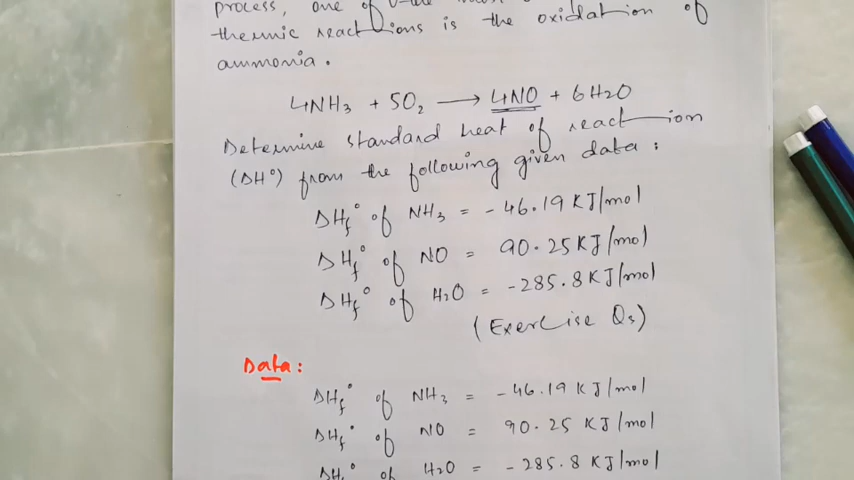 process, one of
thermic reactions is the oxidation of
ammonia.
4NH3 + 5O2 ⟶ 4NO + 6H2O
Determine standard heat of reaction
(ΔH°) from the following given data:
ΔHf° of NH3 = -46.19 KJ/mol
ΔHf° of NO = 90.25 KJ/mol
ΔHf° of H2O = -285.8 KJ/mol
(Exercise Q3)
Data:
ΔHf° of NH3 = -46.19 KJ/mol
ΔHf° of NO = 90.25 KJ/mol
ΔHf° of H2O = -285.8 KJ/mol